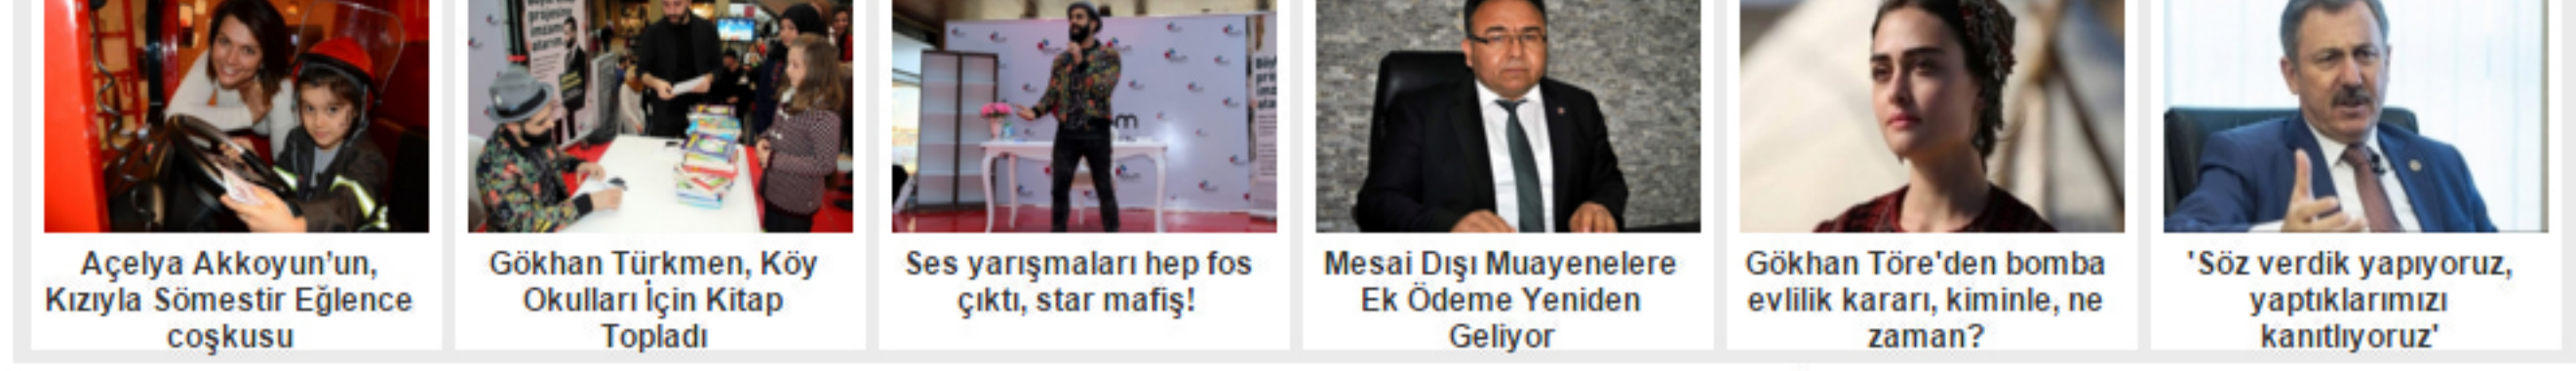 Açelya Akkoyun’un,
Kızıyla Sömestir Eğlence
coşkusu
Gökhan Türkmen, Köy
Okulları İçin Kitap
Topladı
Ses yarışmaları hep fos
çıktı, star mafiş!
Mesai Dışı Muayenelere
Ek Ödeme Yeniden
Geliyor
Gökhan Töre'den bomba
evlilik kararı, kiminle, ne
zaman?
'Söz verdik yapıyoruz,
yaptıklarımızı
kanıtlıyoruz'